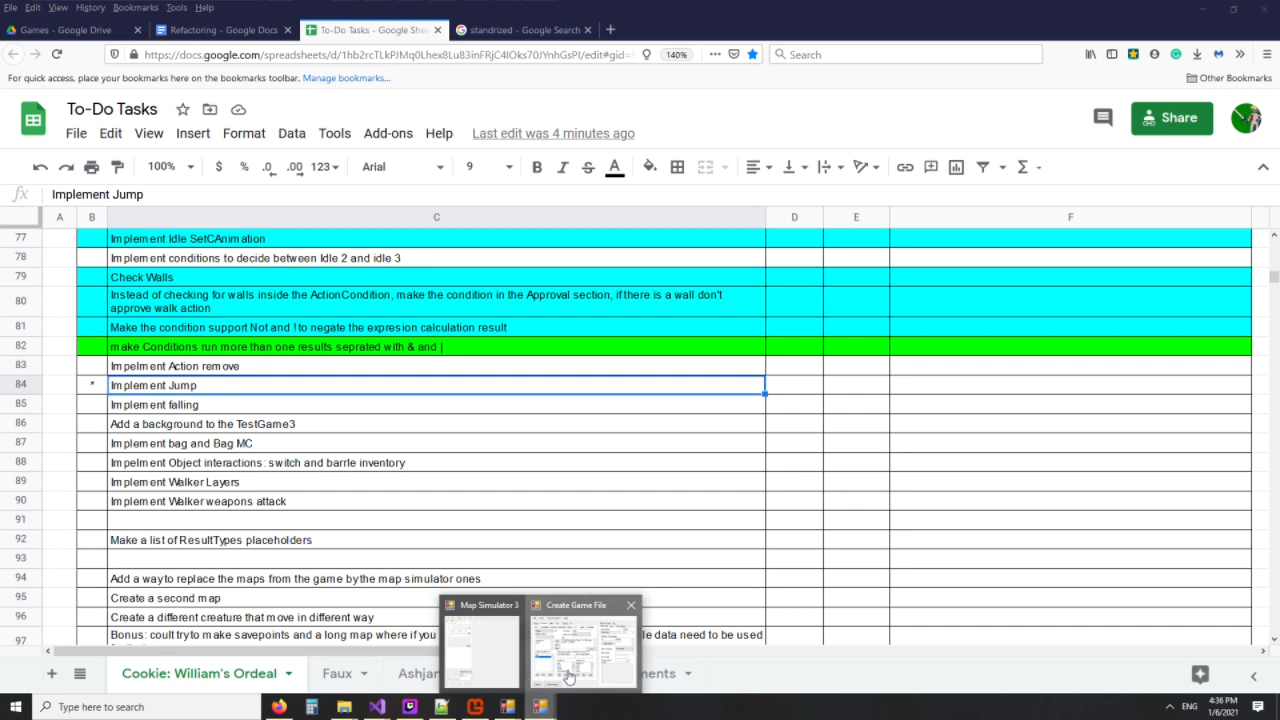 File Edit View History Bookmarks Tools Help
Games - Google Drive Refactoring - Google Docs To-Do Tasks - Google She standrized - Google Search
https://docs.google.com/spreadsheets/d/ 140% Search
For quick access, place your bookmarks here on the bookmarks toolbar. Manage bookmarks... Other Bookmarks
To-Do Tasks
File Edit View Insert Format Data Tools Add-ons Help Last edit was 4 minutes ago
Share
100% $ % .0 .00 123 Arial 9 B I S A Σ
fx Implement Jump
A B C D E F
77 Implement Idle SetCAnimation
78 Implement conditions to decide between Idle 2 and idle 3
79 Check Walls
80 Instead of checking for walls inside the ActionCondition, make the condition in the Approval section, if there is a wall don't
approve walk action
81 Make the condition support Not and ! to negate the expresion calculation result
82 make Conditions run more than one results seprated with & and |
83 Impelment Action remove
84 * Implement Jump
85 Implement falling
86 Add a background to the TestGame3
87 Implement bag and Bag MC
88 Impelment Object interactions: switch and barrle inventory
89 Implement Walker Layers
90 Implement Walker weapons attack
91
92 Make a list of ResultTypes placeholders
93
94 Add a way to replace the maps from the game by the map simulator ones
95 Create a second map
96 Create a different creature that move in different way
97 Bonus: coult try to make savepoints and a long map where if you le data need to be used
Map Simulator 3 Create Game File
Cookie: William's Ordeal Faux Ashjar ments
Type here to search ENG 4:36 PM
1/6/2021